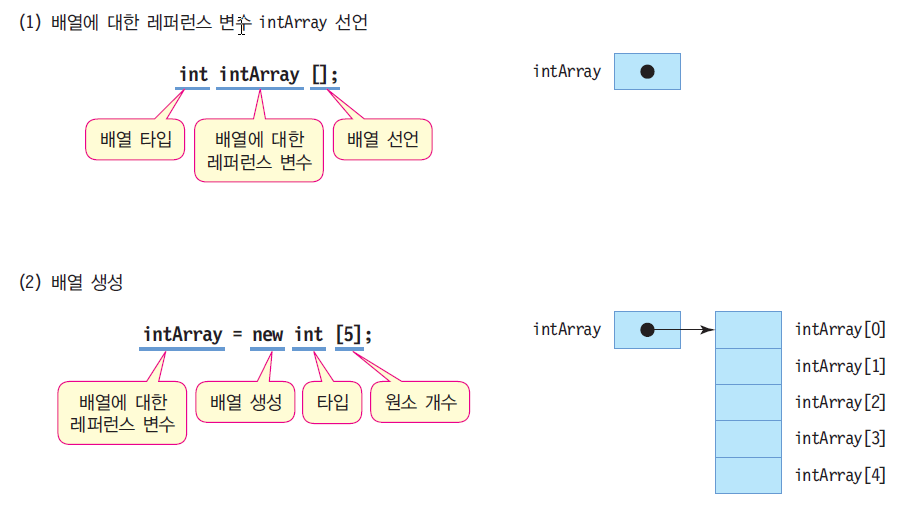 (1) 배열에 대한 레퍼런스 변수 intArray 선언
int intArray [];
intArray
배열 타입
배열에 대한
레퍼런스 변수
배열 선언
(2) 배열 생성
intArray = new int [5];
intArray
배열에 대한
레퍼런스 변수
배열 생성
타입
원소 개수
intArray[0]
intArray[1]
intArray[2]
intArray[3]
intArray[4]